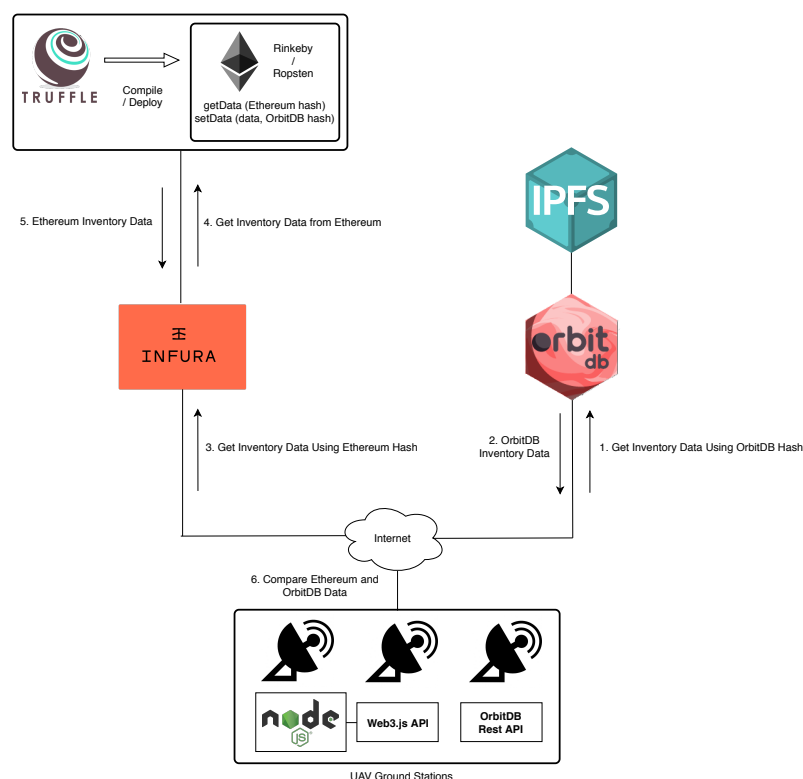 TRUFFLE
Compile
/ Deploy
Rinkeby
/
Ropsten
getData (Ethereum hash)
setData (data, OrbitDB hash)
5. Ethereum Inventory Data
4. Get Inventory Data from Ethereum
IPFS
INFURA
orbit
db
3. Get Inventory Data Using Ethereum Hash
2. OrbitDB
Inventory Data
1. Get Inventory Data Using OrbitDB Hash
Internet
6. Compare Ethereum and
OrbitDB Data
node
JS
Web3.js API
OrbitDB
Rest API
UAV Ground Stations